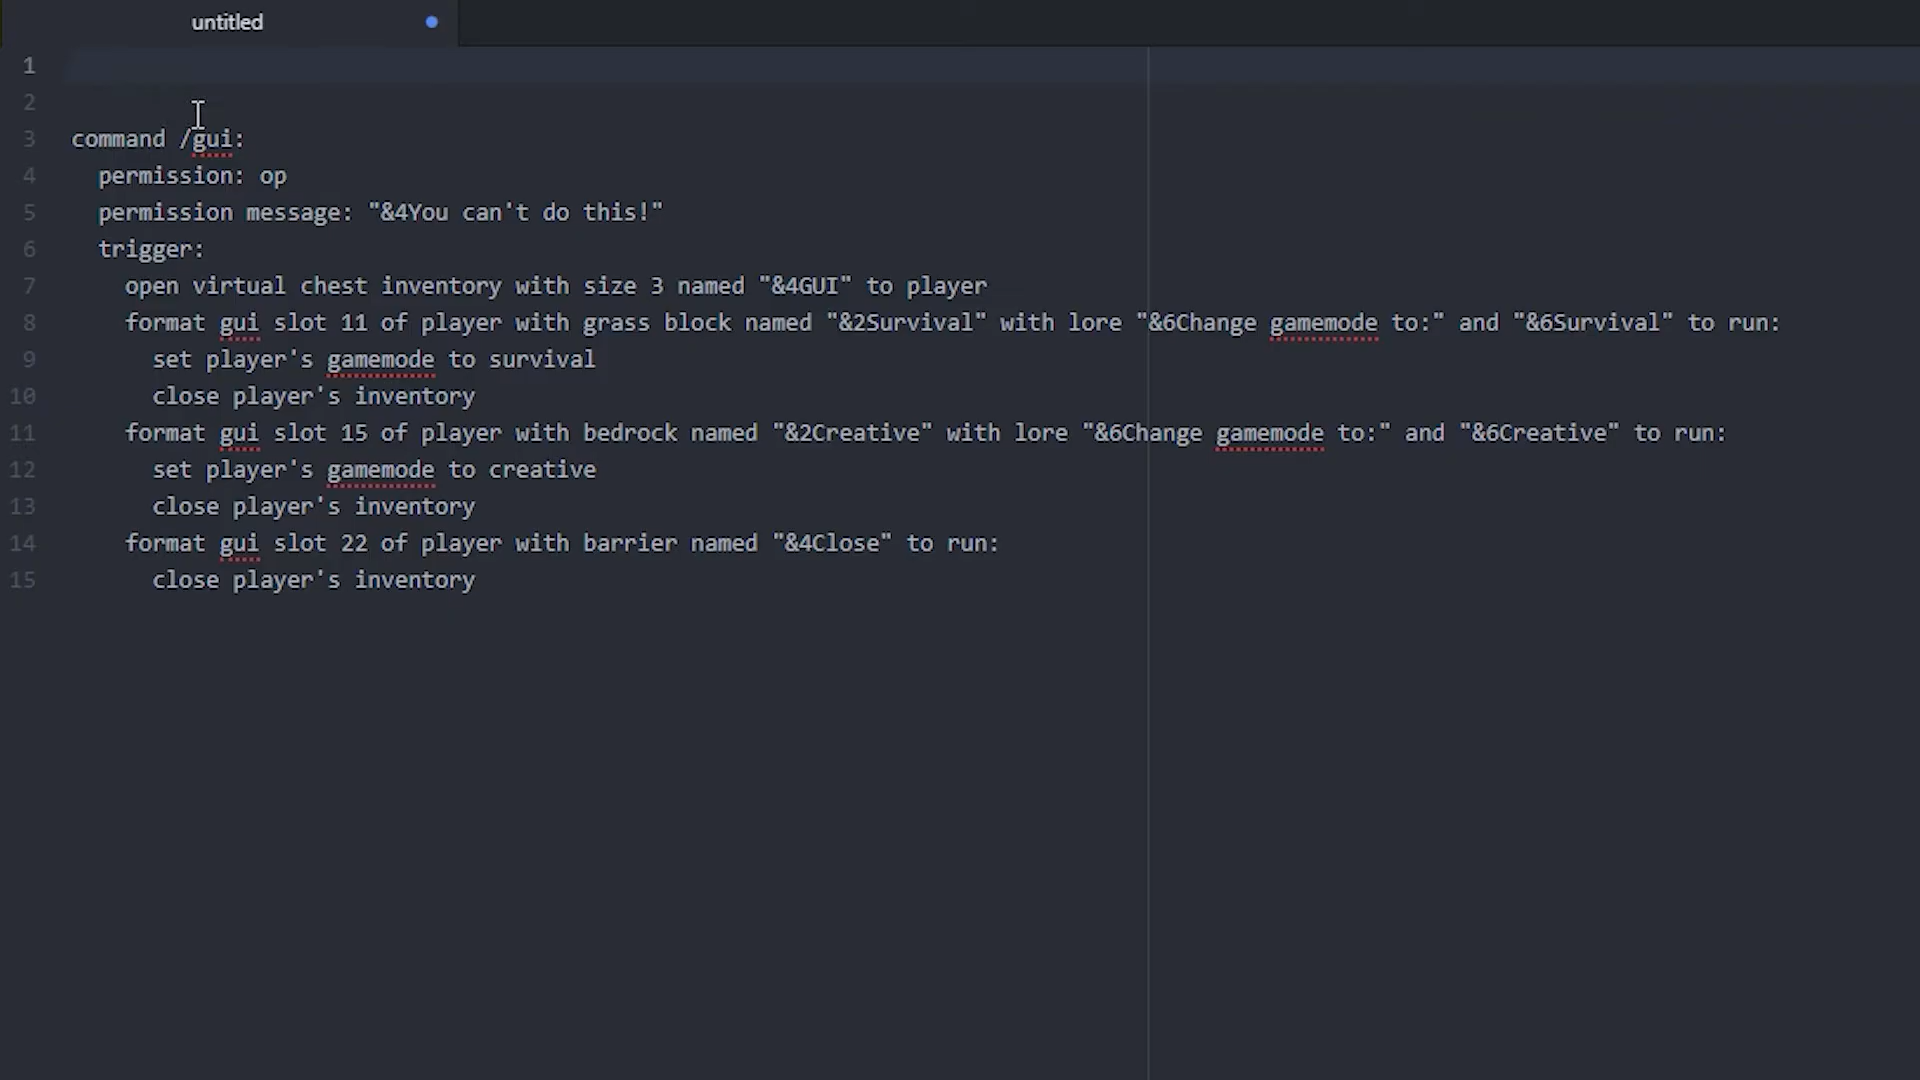 untitled
1
2
3 command /gui:
4 permission: op
5 permission message: "&4You can't do this!"
6 trigger:
7 open virtual chest inventory with size 3 named "&4GUI" to player
8 format gui slot 11 of player with grass block named "&2Survival" with lore "&6Change gamemode to:" and "&6Survival" to run:
9 set player's gamemode to survival
10 close player's inventory
11 format gui slot 15 of player with bedrock named "&2Creative" with lore "&6Change gamemode to:" and "&6Creative" to run:
12 set player's gamemode to creative
13 close player's inventory
14 format gui slot 22 of player with barrier named "&4Close" to run:
15 close player's inventory